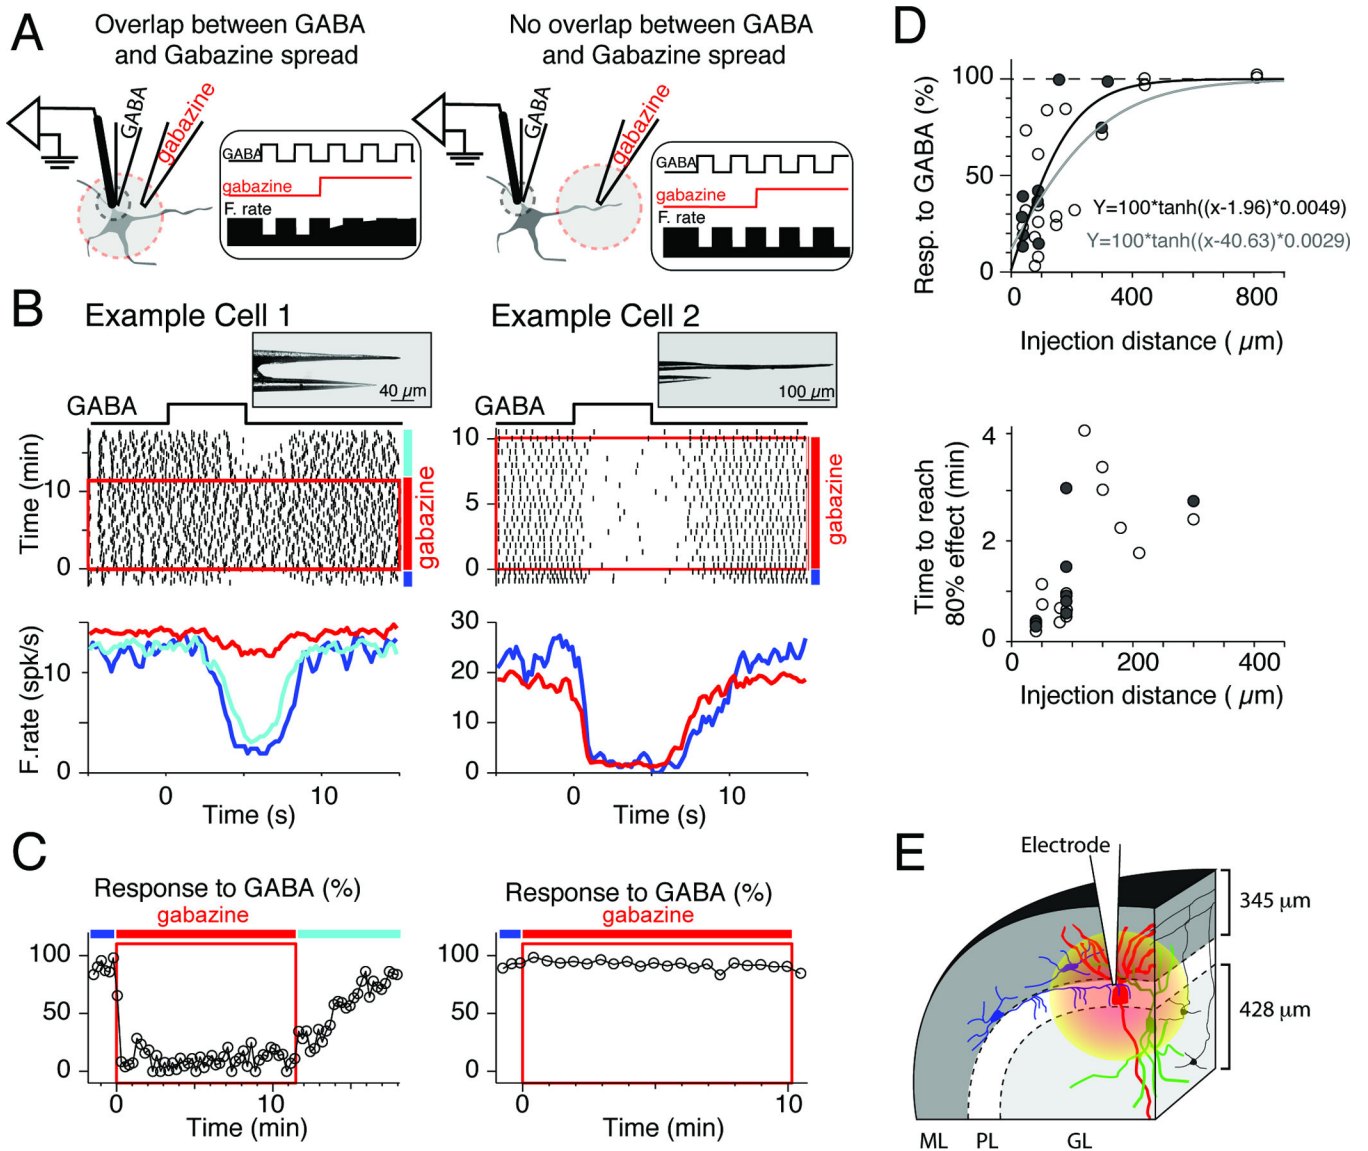 A
Overlap between GABA
and Gabazine spread
GABA
gabazine
GABA
gabazine
F. rate
No overlap between GABA
and Gabazine spread
GABA
gabazine
GABA
gabazine
F. rate
B
Example Cell 1
40 µm
GABA
Time (min)
10
0
gabazine
F.rate (spk/s)
10
0
0
10
Time (s)
Example Cell 2
100 µm
GABA
10
5
0
gabazine
30
20
10
0
0
10
Time (s)
C
Response to GABA (%)
gabazine
100
50
0
0
10
Time (min)
Response to GABA (%)
gabazine
100
50
0
0
10
Time (min)
D
Resp. to GABA (%)
100
50
0
Y=100*tanh((x-1.96)*0.0049)
Y=100*tanh((x-40.63)*0.0029)
0
400
800
Injection distance ( µm)
Time to reach
80% effect (min)
4
2
0
0
200
400
Injection distance ( µm)
E
Electrode
345 µm
428 µm
ML
PL
GL